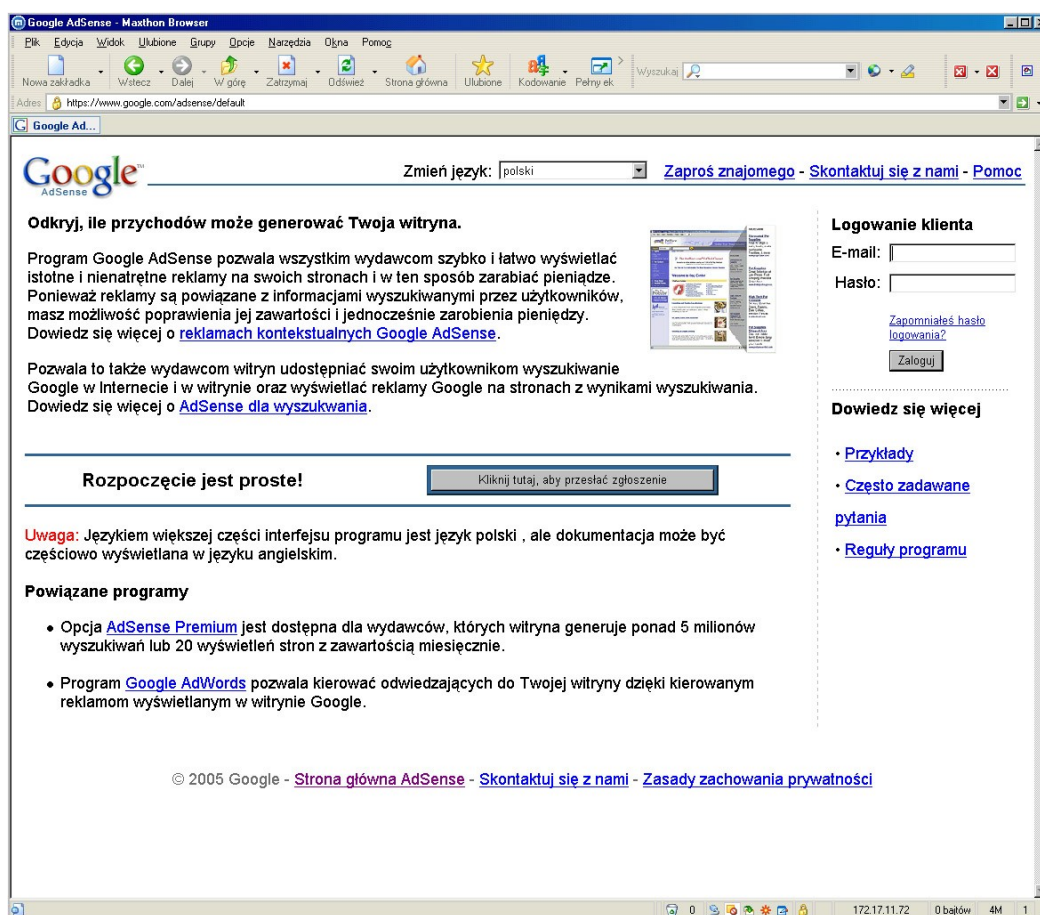 Google AdSense - Maxthon Browser
Plik Edycja Widok Ulubione Grupy Opcje Narzędzia Okna Pomoc
Nowa zakładka Wstecz Dalej W górę Zatrzymaj Odśwież Strona główna Ulubione Kodowanie Pełny ek Wyszukaj
Adres https://www.google.com/adsense/default
Google Ad...
Google™
AdSense
Zmień język: polski Zaproś znajomego - Skontaktuj się z nami - Pomoc
Odkryj, ile przychodów może generować Twoja witryna.
Program Google AdSense pozwala wszystkim wydawcom szybko i łatwo wyświetlać
istotne i nienatrętne reklamy na swoich stronach i w ten sposób zarabiać pieniądze.
Ponieważ reklamy są powiązane z informacjami wyszukiwanymi przez użytkowników,
masz możliwość poprawienia jej zawartości i jednocześnie zarobienia pieniędzy.
Dowiedz się więcej o reklamach kontekstualnych Google AdSense.
Pozwala to także wydawcom witryn udostępniać swoim użytkownikom wyszukiwanie
Google w Internecie i w witrynie oraz wyświetlać reklamy Google na stronach z wynikami wyszukiwania.
Dowiedz się więcej o AdSense dla wyszukwania.
Rozpoczęcie jest proste! Kliknij tutaj, aby przesłać zgłoszenie
Uwaga: Językiem większej części interfejsu programu jest język polski , ale dokumentacja może być
częściowo wyświetlana w języku angielskim.
Powiązane programy
• Opcja AdSense Premium jest dostępna dla wydawców, których witryna generuje ponad 5 milionów
wyszukiwań lub 20 wyświetleń stron z zawartością miesięcznie.
• Program Google AdWords pozwala kierować odwiedzających do Twojej witryny dzięki kierowanym
reklamom wyświetlanym w witrynie Google.
Logowanie klienta
E-mail:
Hasło:
Zapomniałeś hasło
logowania?
Zaloguj
Dowiedz się więcej
· Przykłady
· Często zadawane
pytania
· Reguły programu
© 2005 Google - Strona główna AdSense - Skontaktuj się z nami - Zasady zachowania prywatności
0 172.17.11.72 0 bajtów 4M 1